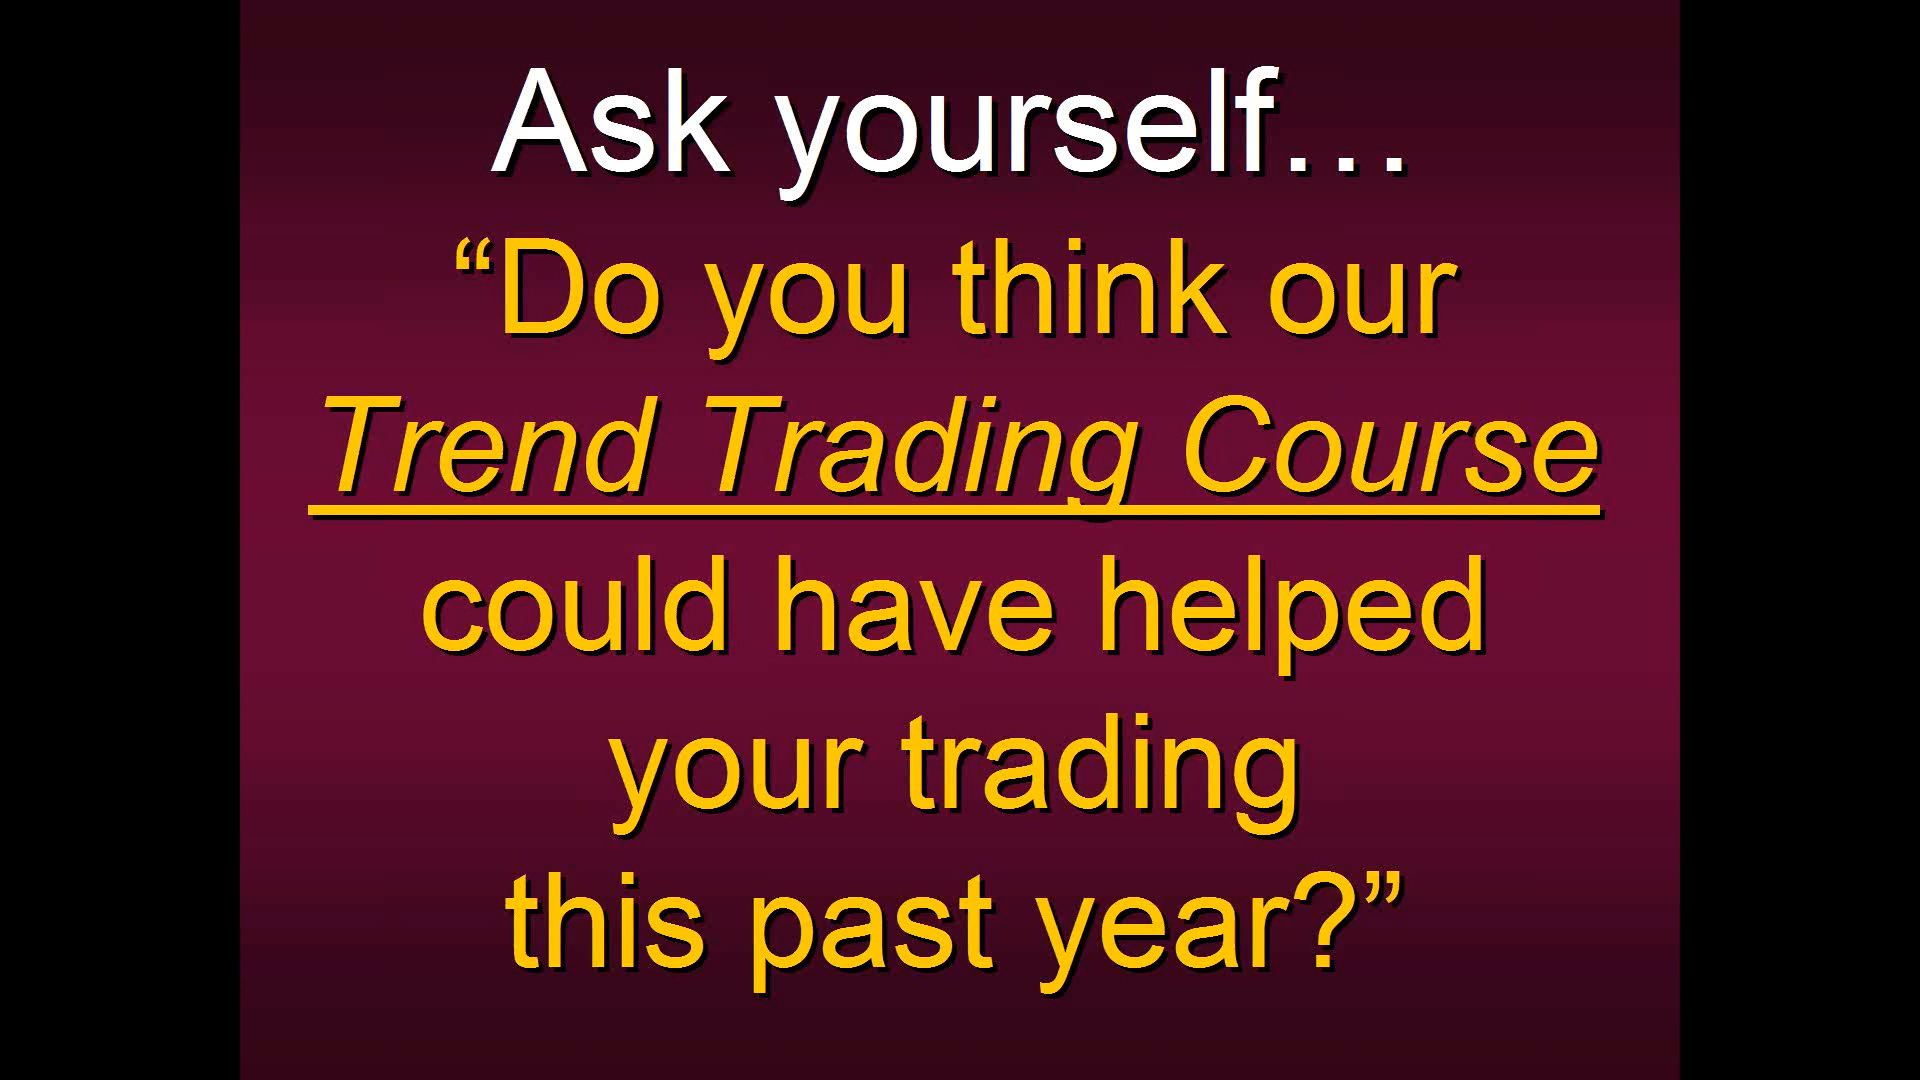 Ask yourself…
“Do you think our
Trend Trading Course
could have helped
your trading
this past year?”